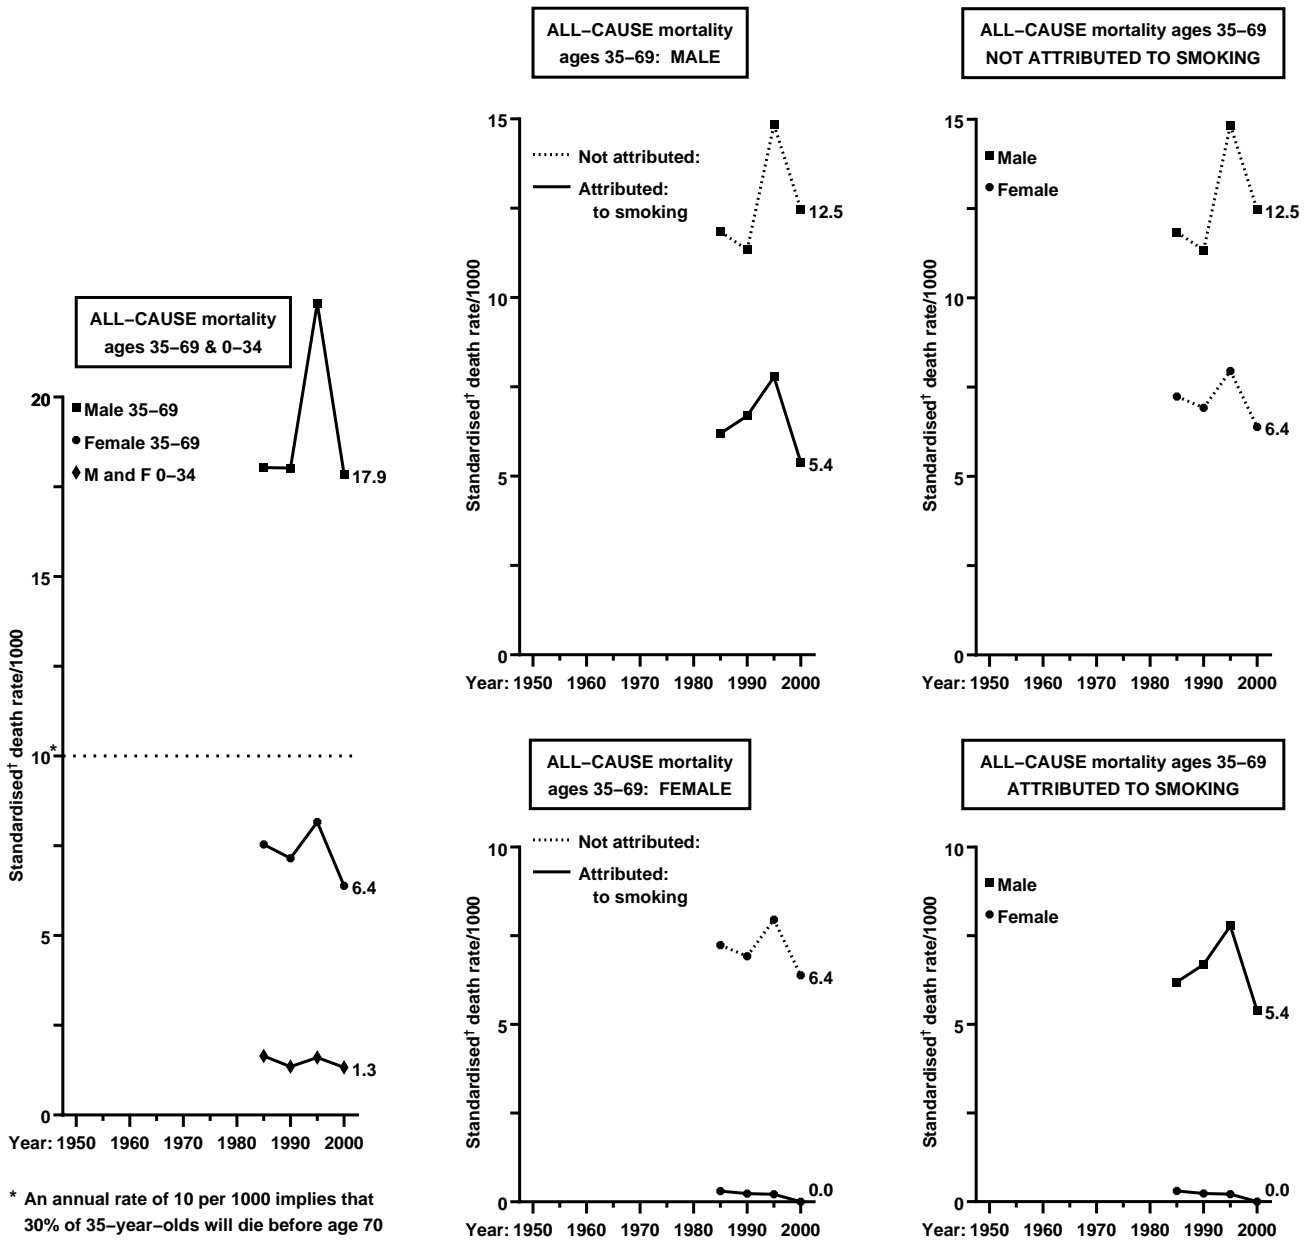 ALL–CAUSE mortality
ages 35–69 & 0–34
20
15
10*
5
0
Standardised† death rate/1000
Male 35–69
Female 35–69
M and F 0–34
17.9
6.4
1.3
Year: 1950 1960 1970 1980 1990 2000
* An annual rate of 10 per 1000 implies that
30% of 35–year–olds will die before age 70
ALL–CAUSE mortality
ages 35–69: MALE
15
10
5
0
Standardised† death rate/1000
Not attributed:
Attributed:
to smoking
12.5
5.4
Year: 1950 1960 1970 1980 1990 2000
ALL–CAUSE mortality ages 35–69
NOT ATTRIBUTED TO SMOKING
15
10
5
0
Standardised† death rate/1000
Male
Female
12.5
6.4
Year: 1950 1960 1970 1980 1990 2000
ALL–CAUSE mortality
ages 35–69: FEMALE
10
5
0
Standardised† death rate/1000
Not attributed:
Attributed:
to smoking
6.4
0.0
Year: 1950 1960 1970 1980 1990 2000
ALL–CAUSE mortality ages 35–69
ATTRIBUTED TO SMOKING
10
5
0
Standardised† death rate/1000
Male
Female
5.4
0.0
Year: 1950 1960 1970 1980 1990 2000